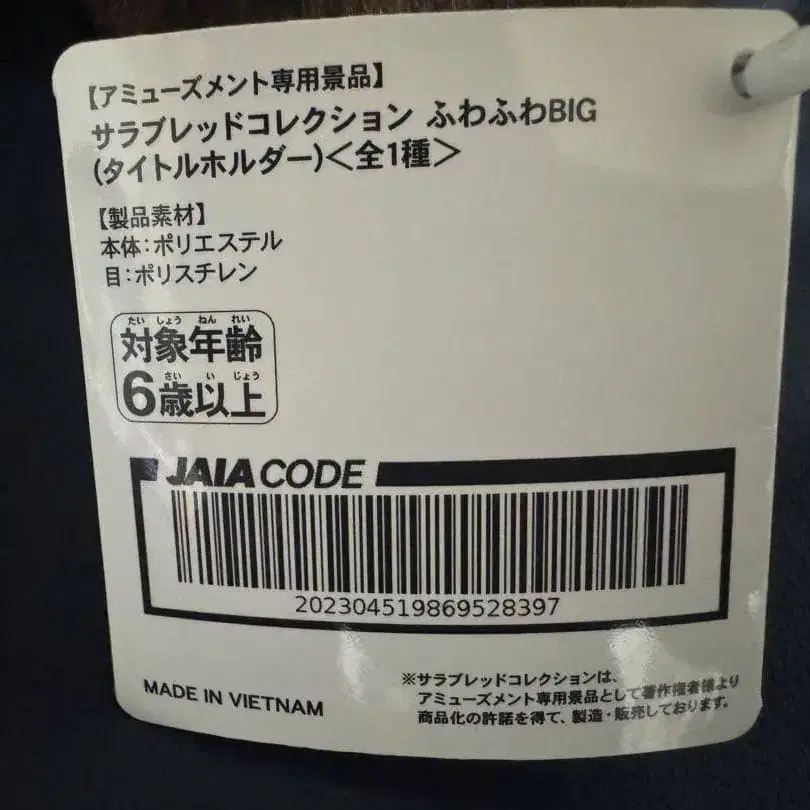 【アミューズメント専用景品】
サラブレッドコレクション ふわふわBIG
(タイトルホルダー)<全1種>
【製品素材】
本体:ポリエステル
目:ポリスチレン
たい しょう ねん れい
対象年齢
さい い じょう
6歳以上
JAIA CODE
202304519869528397
MADE IN VIETNAM
※サラブレッドコレクションは、
アミューズメント専用景品として著作権者様より
商品化の許諾を得て、製造・販売しております。